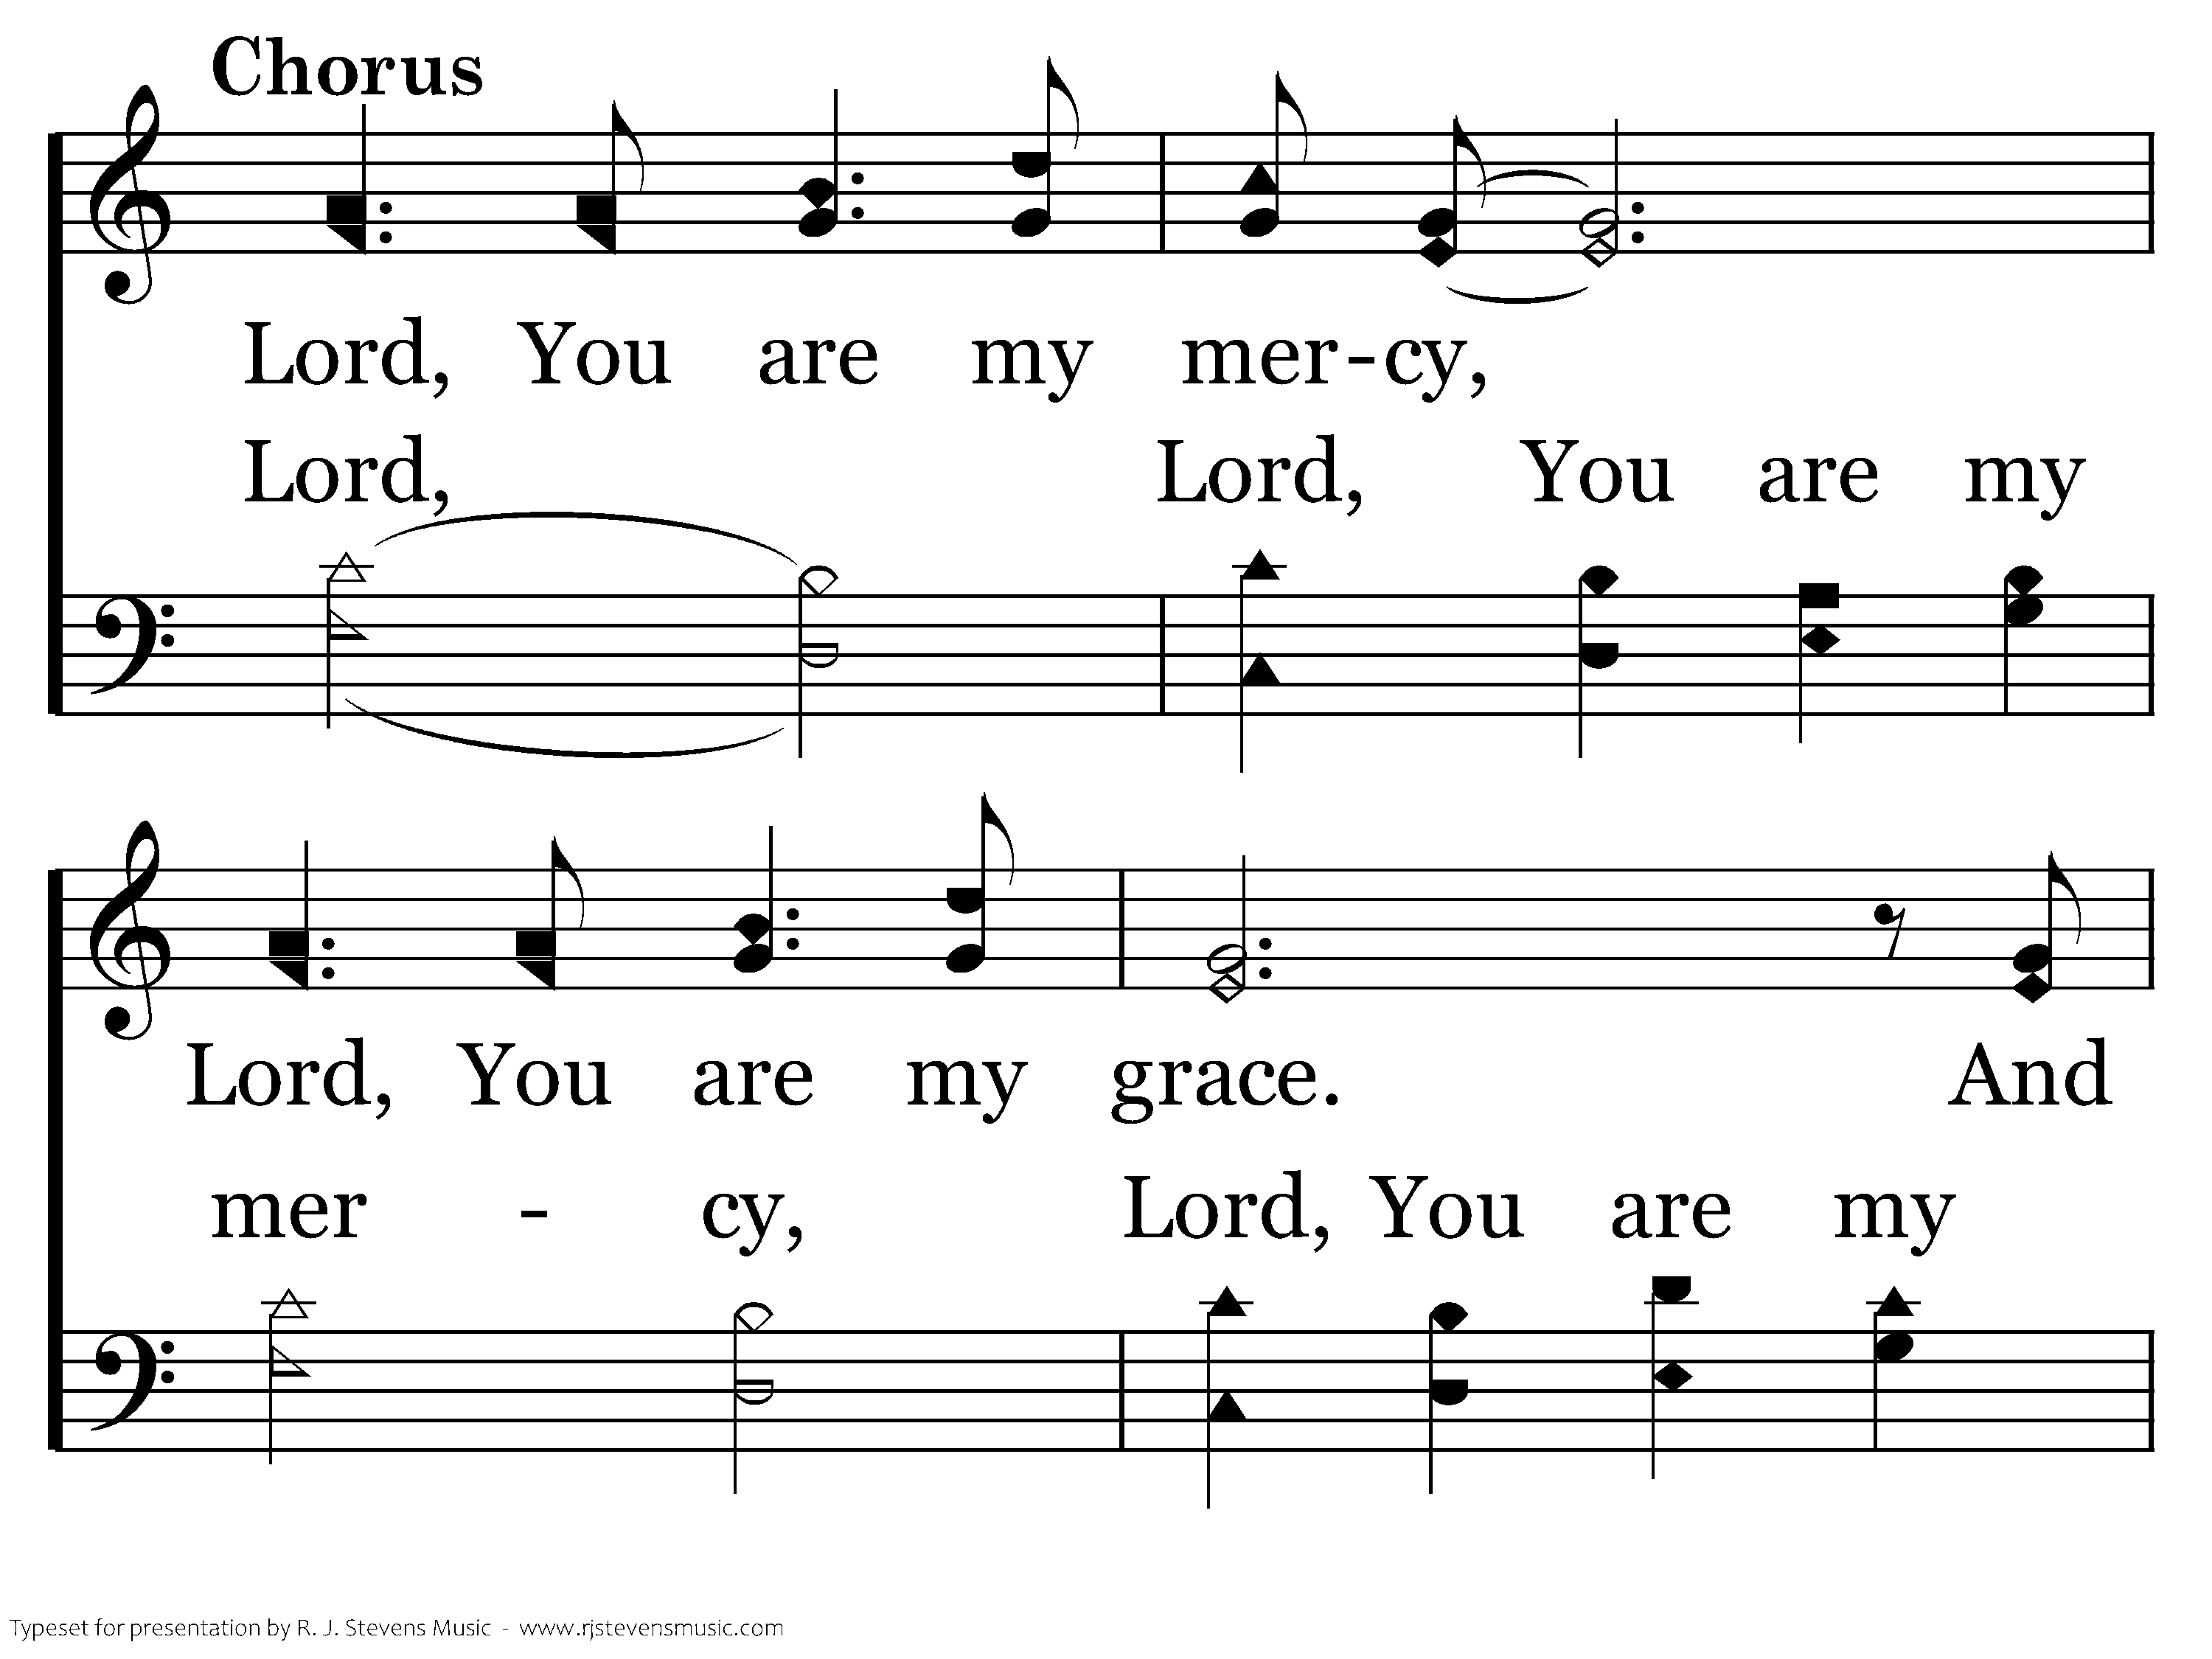 Chorus
Lord, You are my mer-cy,
Lord, Lord, You are my
Lord, You are my grace. And
mer - cy, Lord, You are my
Typeset for presentation by R. J. Stevens Music - www.rjstevensmusic.com